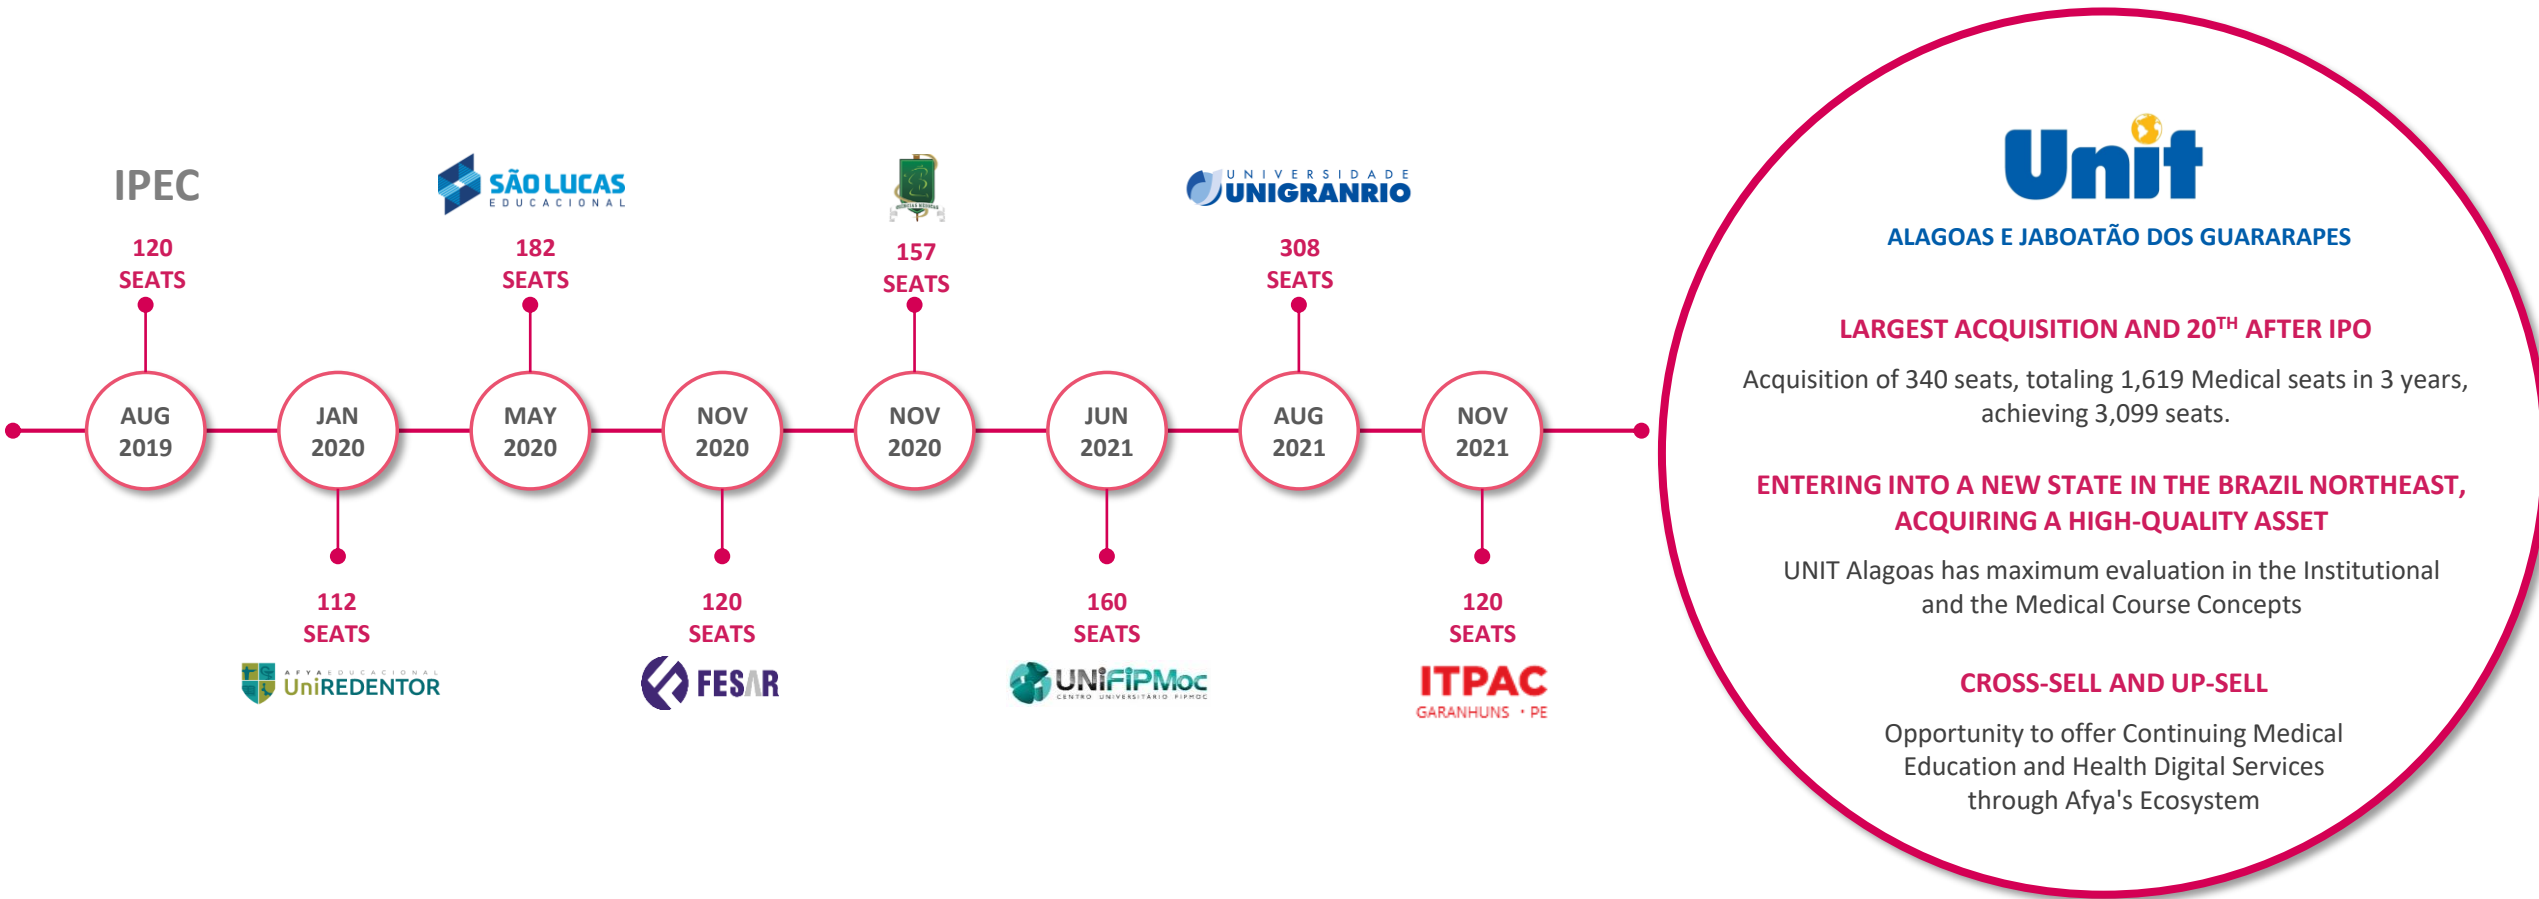 IPEC
120
SEATS
SÃO LUCAS
EDUCACIONAL
182
SEATS
157
SEATS
UNIVERSIDADE
UNIGRANRIO
308
SEATS
AUG
2019
JAN
2020
MAY
2020
NOV
2020
NOV
2020
JUN
2021
AUG
2021
NOV
2021
112
SEATS
AFYA EDUCACIONAL
UniREDENTOR
120
SEATS
FESAR
160
SEATS
UNIFIPMoc
CENTRO UNIVERSITÁRIO FIPMOC
120
SEATS
ITPAC
GARANHUNS • PE
Unit
ALAGOAS E JABOATÃO DOS GUARARAPES
LARGEST ACQUISITION AND 20TH AFTER IPO
Acquisition of 340 seats, totaling 1,619 Medical seats in 3 years,
achieving 3,099 seats.
ENTERING INTO A NEW STATE IN THE BRAZIL NORTHEAST,
ACQUIRING A HIGH-QUALITY ASSET
UNIT Alagoas has maximum evaluation in the Institutional
and the Medical Course Concepts
CROSS-SELL AND UP-SELL
Opportunity to offer Continuing Medical
Education and Health Digital Services
through Afya's Ecosystem